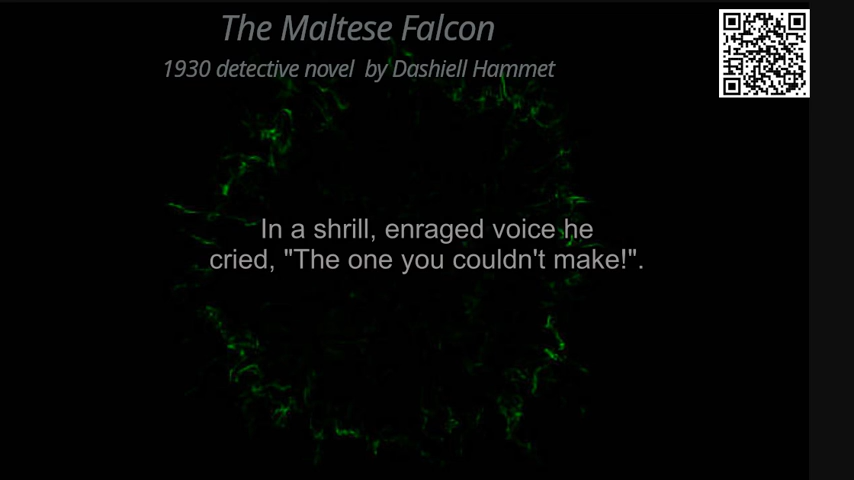 The Maltese Falcon
1930 detective novel by Dashiell Hammet
In a shrill, enraged voice he
cried, "The one you couldn't make!".